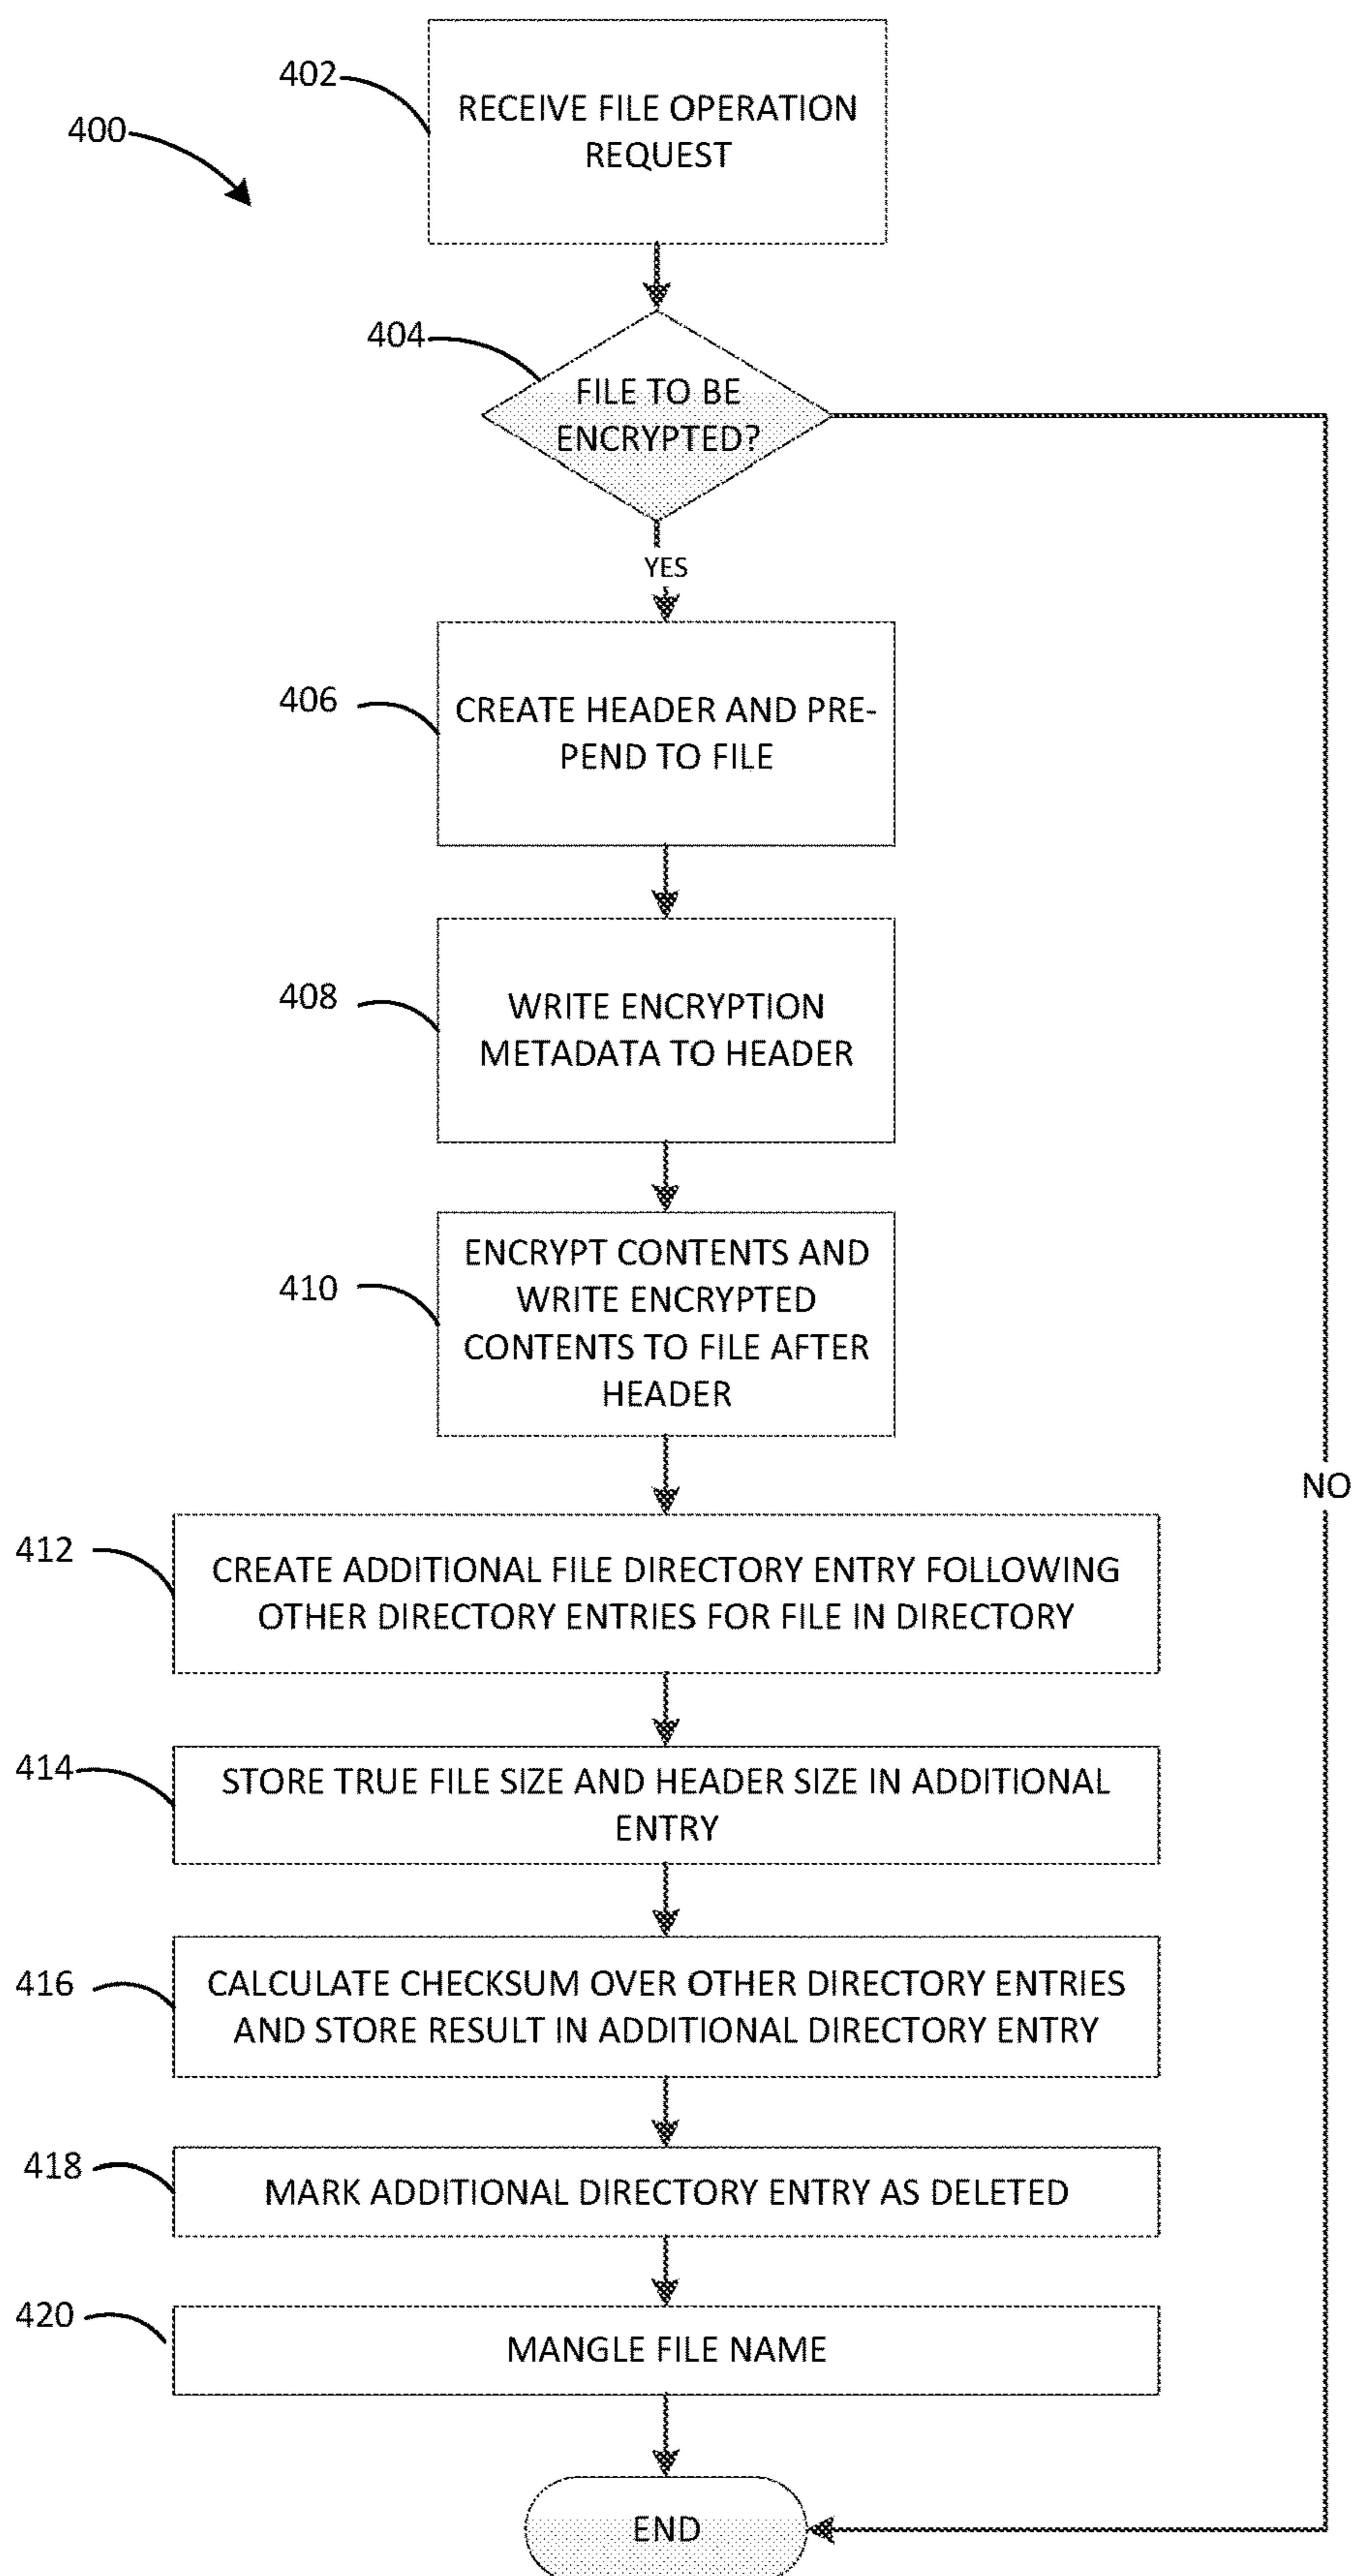 402
RECEIVE FILE OPERATION
REQUEST
400
404
FILE TO BE
ENCRYPTED?
YES
406
CREATE HEADER AND PRE-
PEND TO FILE
408
WRITE ENCRYPTION
METADATA TO HEADER
410
ENCRYPT CONTENTS AND
WRITE ENCRYPTED
CONTENTS TO FILE AFTER
HEADER
NO
412
CREATE ADDITIONAL FILE DIRECTORY ENTRY FOLLOWING
OTHER DIRECTORY ENTRIES FOR FILE IN DIRECTORY
414
STORE TRUE FILE SIZE AND HEADER SIZE IN ADDITIONAL
ENTRY
416
CALCULATE CHECKSUM OVER OTHER DIRECTORY ENTRIES
AND STORE RESULT IN ADDITIONAL DIRECTORY ENTRY
418
MARK ADDITIONAL DIRECTORY ENTRY AS DELETED
420
MANGLE FILE NAME
END